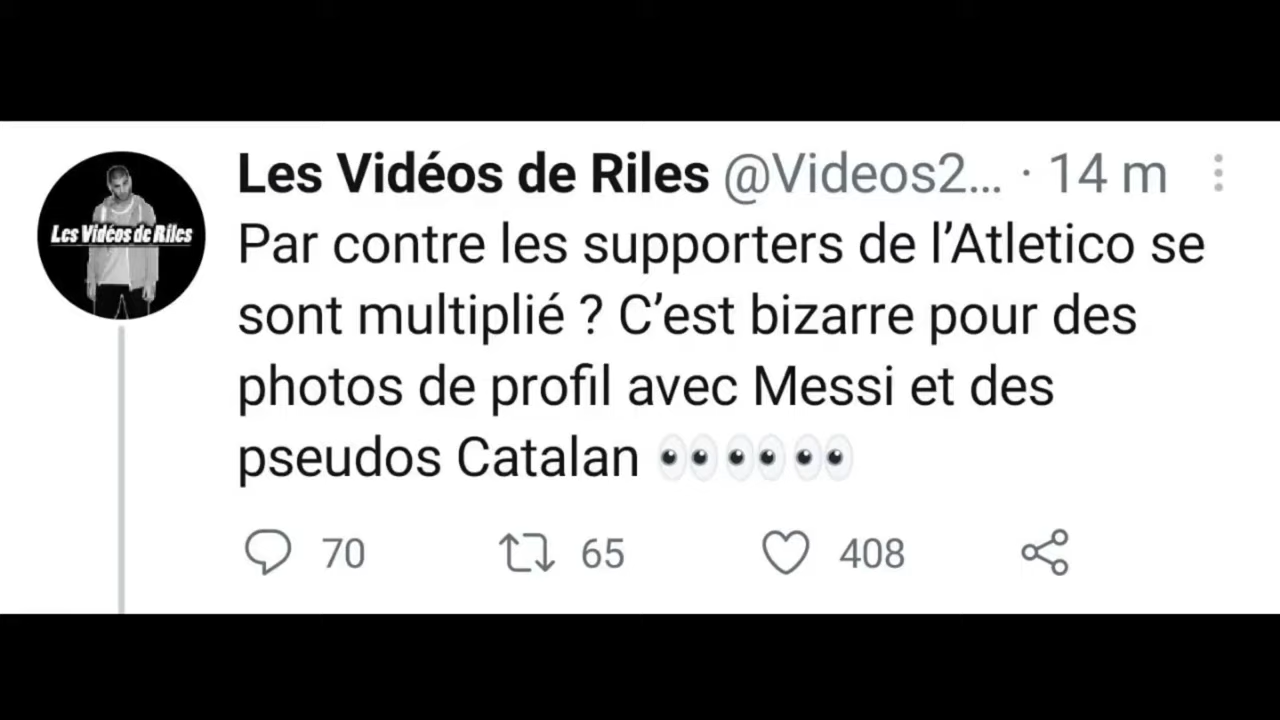 Les Vidéos de Riles @Videos2... · 14 m
Par contre les supporters de l’Atletico se
sont multiplié ? C’est bizarre pour des
photos de profil avec Messi et des
pseudos Catalan 👀👀👀
70 65 408
Les Vidéos de Riles